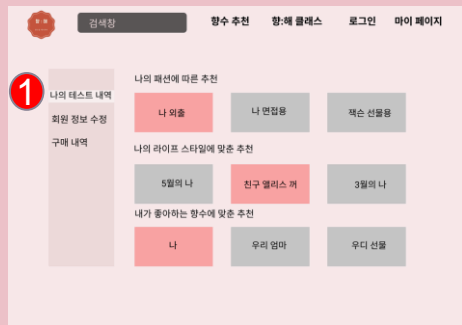 향:해
검색창
향수 추천
향:해 클래스
로그인
마이 페이지
1
나의 테스트 내역
회원 정보 수정
구매 내역
나의 패션에 따른 추천
나 외출
나 면접용
잭슨 선물용
나의 라이프 스타일에 맞춘 추천
5월의 나
친구 앨리스 꺼
3월의 나
내가 좋아하는 향수에 맞춘 추천
나
우리 엄마
우디 선물